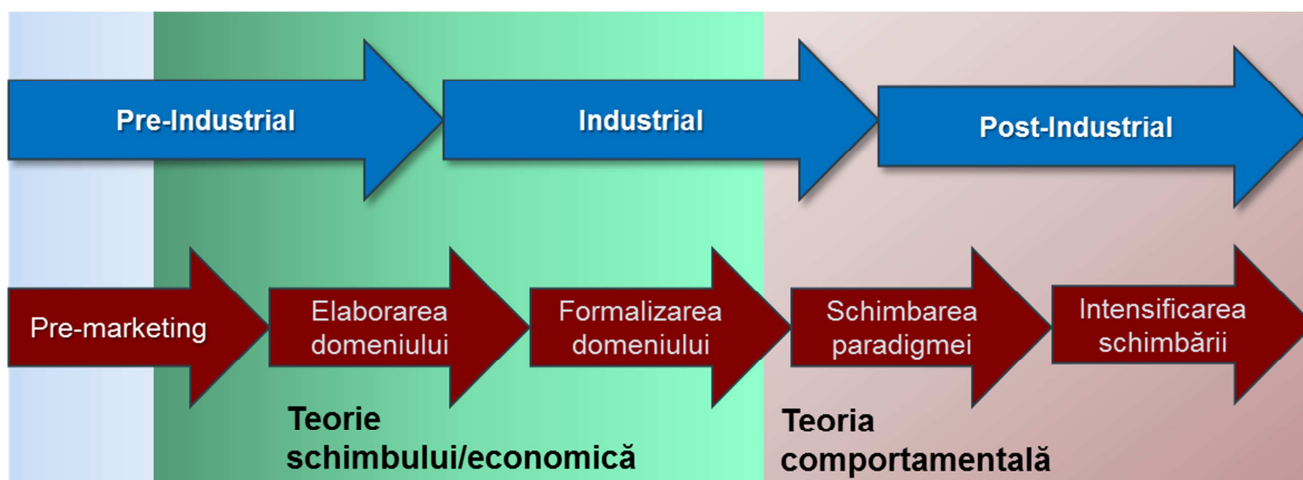 Pre-Industrial
Industrial
Post-Industrial
Pre-marketing
Elaborarea
domeniului
Formalizarea
domeniului
Schimbarea
paradigmei
Intensificarea
schimbării
Teorie
schimbului/economică
Teoria
comportamentală